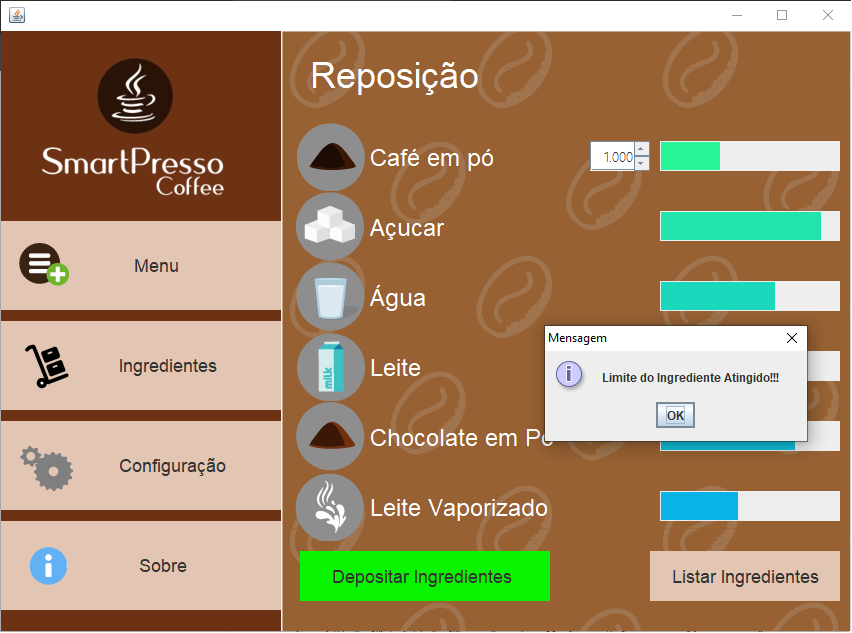 SmartPresso
Coffee
Menu
Ingredientes
Configuração
Sobre
Reposição
Café em pó
1.000
Açucar
Água
Leite
milk
Chocolate em Pó
Leite Vaporizado
Mensagem
Limite do Ingrediente Atingido!!!
OK
Depositar Ingredientes
Listar Ingredientes